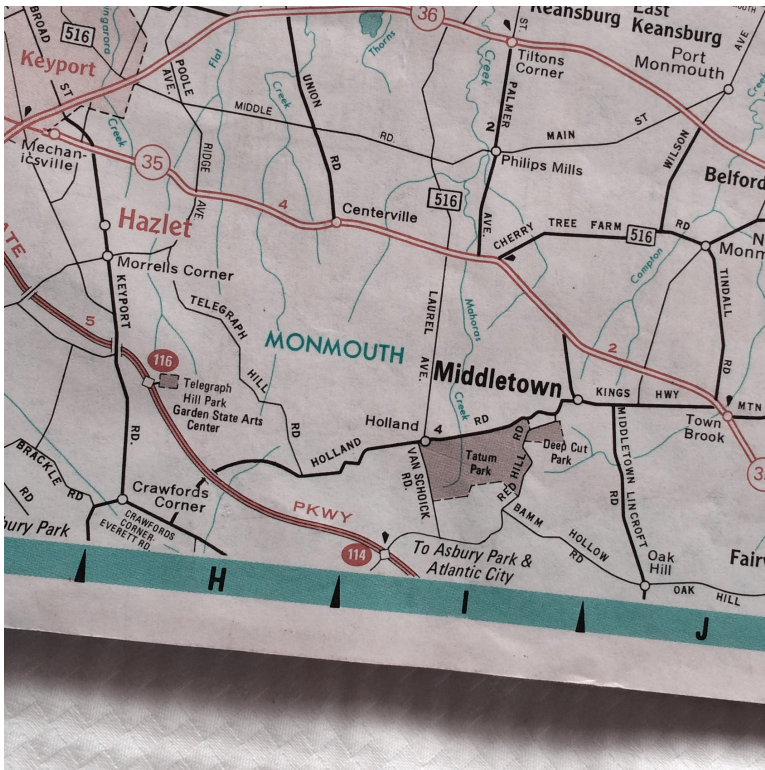 36
Keansburg
East
Keansburg
Port
Monmouth
AVE
BROAD
ST
516
Keyport
Creek
POOLE
AVE.
Flat
Creek
Thorns
UNION
RD
Creek
ST.
Tiltons
Corner
PALMER
AVE.
2
MAIN
ST
WILSON
Belford
MIDDLE
RD
Philips Mills
Mechan-
icsville
35
RIDGE
AVE
4
Centerville
516
Hazlet
CHERRY
TREE
FARM
516
RD
Compton
Morrells Corner
KEYPORT
RD.
TELEGRAPH
HILL
RD
LAUREL
AVE.
Mahoras
Creek
TINDALL
RD
5
MONMOUTH
2
116
Telegraph
Hill Park
Garden State Arts
Center
Middletown
KINGS
HWY
MTN
Town
Brook
Holland
4
RD
HOLLAND
Tatum
Park
RED HILL
RD
Deep Cut
Park
VAN SCHOICK
RD.
MIDDLETOWN LINCROFT
BRACKLE
RD
RD
Crawfords
Corner
CRAWFORDS
CORNER-
EVERETT RD.
PKWY
114
To Asbury Park &
Atlantic City
BAMM
HOLLOW
RD
Oak
Hill
OAK
HILL
bury Park
H
I
J